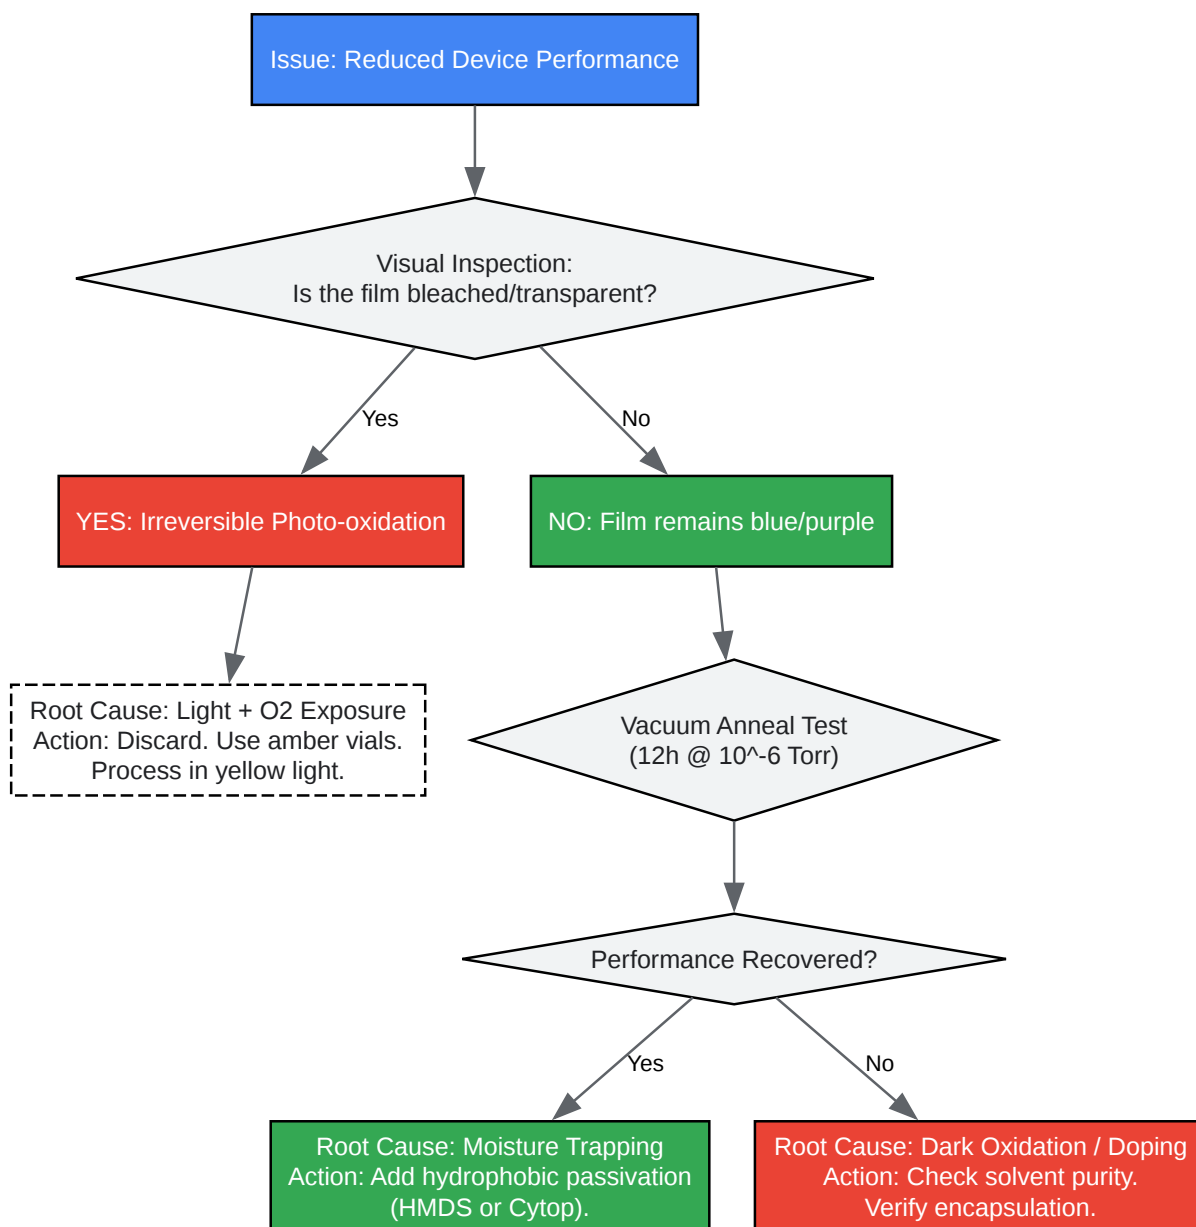 Issue: Reduced Device Performance
Visual Inspection:
Is the film bleached/transparent?
Yes
No
YES: Irreversible Photo-oxidation
NO: Film remains blue/purple
Root Cause: Light + O2 Exposure
Action: Discard. Use amber vials.
Process in yellow light.
Vacuum Anneal Test
(12h @ 10^-6 Torr)
Performance Recovered?
Yes
No
Root Cause: Moisture Trapping
Action: Add hydrophobic passivation
(HMDS or Cytop).
Root Cause: Dark Oxidation / Doping
Action: Check solvent purity.
Verify encapsulation.